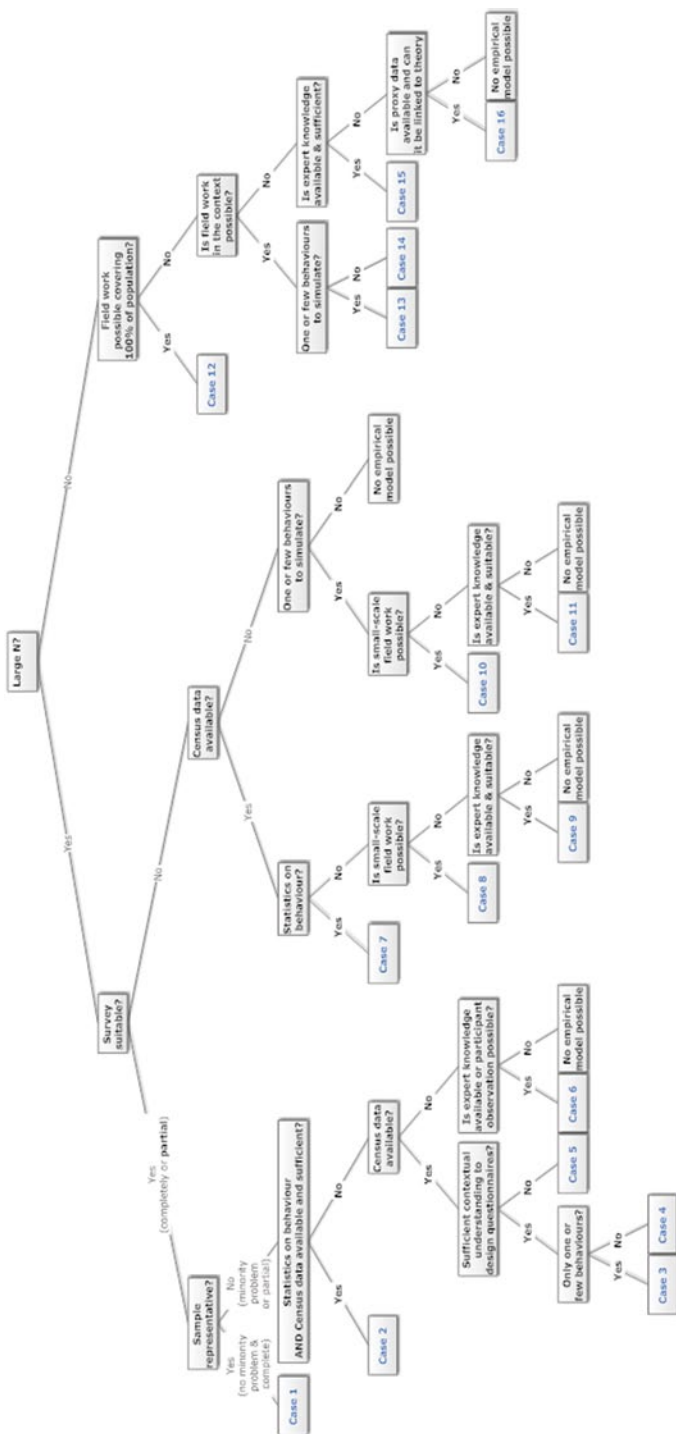 Large N?
Yes
No
Survey
suitable?
Yes
(completely or partial)
No
Sample
representative?
Yes
(no minority
problem &
complete)
No
(minority
problem
or partial)
Case 1
Statistics on behaviour
AND Census data available and sufficient?
Yes
No
Case 2
Census data
available?
Yes
No
Sufficient contextual
understanding to
design questionnaires?
Yes
No
Only one or
few behaviours?
Yes
No
Case 3
Case 4
Case 5
Is expert knowledge
available or participant
observation possible?
Yes
No
Case 6
No empirical
model possible
Census data
available?
Yes
No
Statistics on
behaviour?
Yes
No
Case 7
Is small-scale
field work
possible?
Yes
No
Case 8
Is expert knowledge
available & suitable?
Yes
No
Case 9
No empirical
model possible
One or few behaviours
to simulate?
Yes
No
Is small-scale
field work
possible?
Yes
No
Case 10
Is expert knowledge
available & suitable?
Yes
No
Case 11
No empirical
model possible
No empirical
model possible
Field work
possible covering
100% of population?
Yes
No
Case 12
Is field work
in the context
possible?
Yes
No
One or few behaviours
to simulate?
Yes
No
Case 13
Case 14
Is expert knowledge
available & sufficient?
Yes
No
Case 15
Is proxy data
available and can
it be linked to theory
Yes
No
Case 16
No empirical
model possible